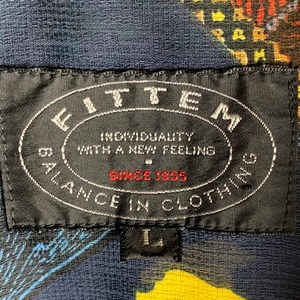 FITTEM
INDIVIDUALITY
WITH A NEW FEELING
SINCE 1955
BALANCE IN CLOTHING
L